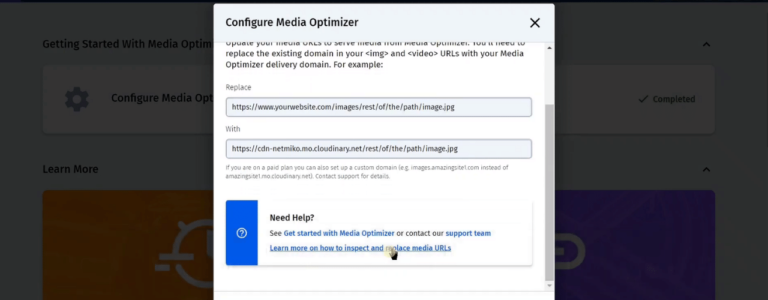 Configure Media Optimizer
Getting Started With Media Optim
Update your media URLs to serve media from Media Optimizer. You'll need to
replace the existing domain in your <img> and <video> URLs with your Media
Optimizer delivery domain. For example:
Replace
https://www.yourwebsite.com/images/rest/of/the/path/image.jpg
Configure Media Opt
Completed
With
https://cdn-netmiko.mo.cloudinary.net/rest/of/the/path/image.jpg
If you are on a paid plan you can also set up a custom domain (e.g. images.amazingsite1.com instead of
amazingsite1.mo.cloudinary.net). Contact support for details.
Learn More
Need Help?
See Get started with Media Optimizer or contact our support team
Learn more on how to inspect and replace media URLs